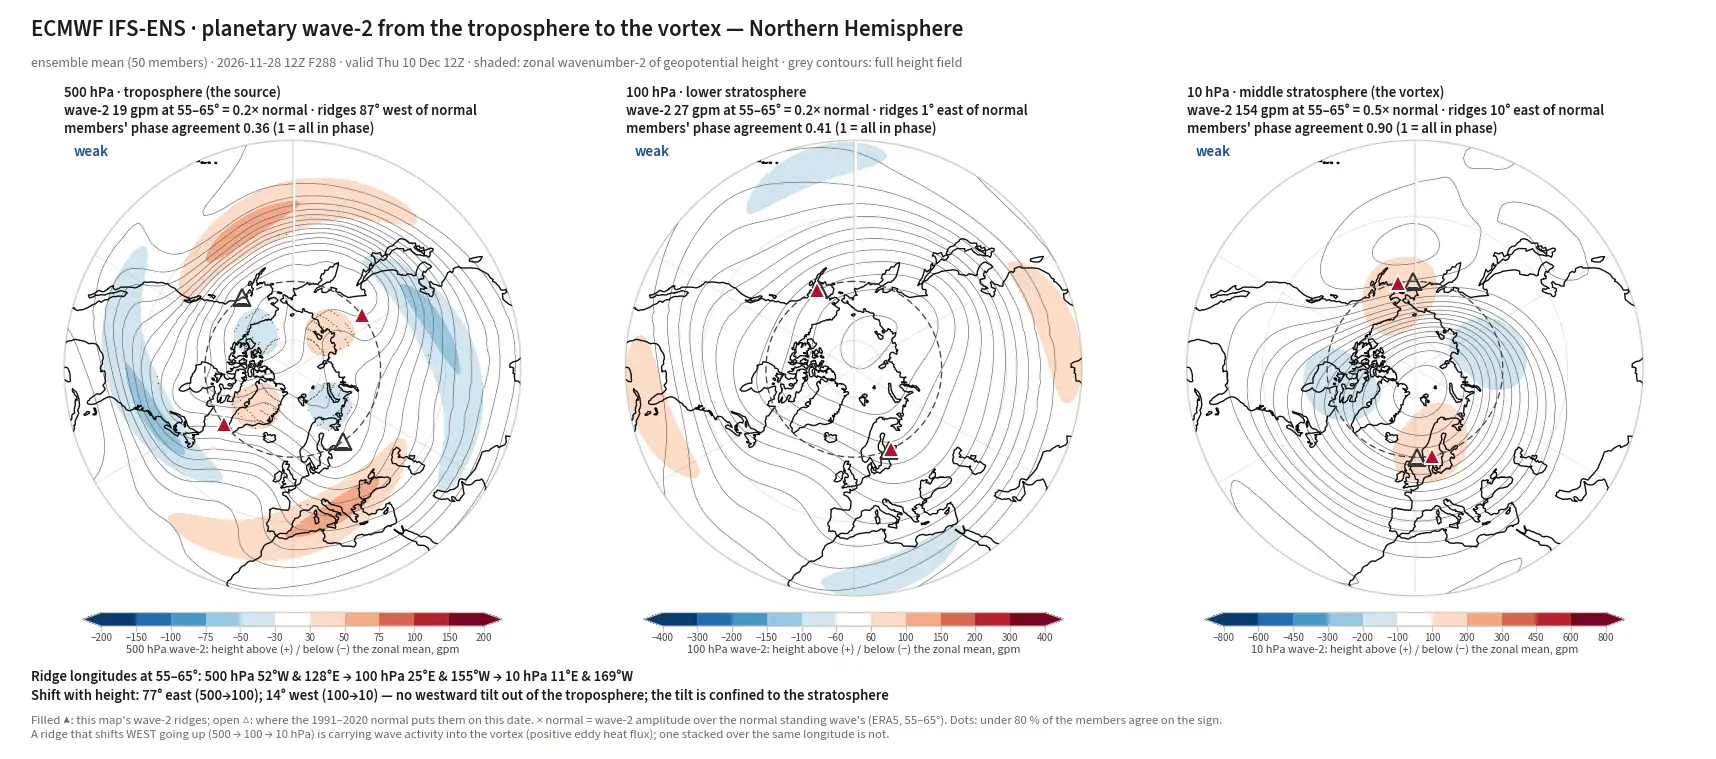 ECMWF IFS-ENS · planetary wave-2 from the troposphere to the vortex — Northern Hemisphere
ensemble mean (50 members) · 2026-11-28 12Z F288 · valid Thu 10 Dec 12Z · shaded: zonal wavenumber-2 of geopotential height · grey contours: full height field
500 hPa · troposphere (the source)
wave-2 19 gpm at 55–65° = 0.2× normal · ridges 87° west of normal
members' phase agreement 0.36 (1 = all in phase)
weak
100 hPa · lower stratosphere
wave-2 27 gpm at 55–65° = 0.2× normal · ridges 1° east of normal
members' phase agreement 0.41 (1 = all in phase)
weak
10 hPa · middle stratosphere (the vortex)
wave-2 154 gpm at 55–65° = 0.5× normal · ridges 10° east of normal
members' phase agreement 0.90 (1 = all in phase)
weak
−200 −150 −100 −75 −50 −30 30 50 75 100 150 200
500 hPa wave-2: height above (+) / below (−) the zonal mean, gpm
−400 −300 −200 −150 −100 −60 60 100 150 200 300 400
100 hPa wave-2: height above (+) / below (−) the zonal mean, gpm
−800 −600 −450 −300 −200 −100 100 200 300 450 600 800
10 hPa wave-2: height above (+) / below (−) the zonal mean, gpm
Ridge longitudes at 55–65°: 500 hPa 52°W & 128°E → 100 hPa 25°E & 155°W → 10 hPa 11°E & 169°W
Shift with height: 77° east (500→100); 14° west (100→10) — no westward tilt out of the troposphere; the tilt is confined to the stratosphere
Filled ▲: this map's wave-2 ridges; open △: where the 1991–2020 normal puts them on this date. × normal = wave-2 amplitude over the normal standing wave's (ERA5, 55–65°). Dots: under 80 % of the members agree on the sign.
A ridge that shifts WEST going up (500 → 100 → 10 hPa) is carrying wave activity into the vortex (positive eddy heat flux); one stacked over the same longitude is not.